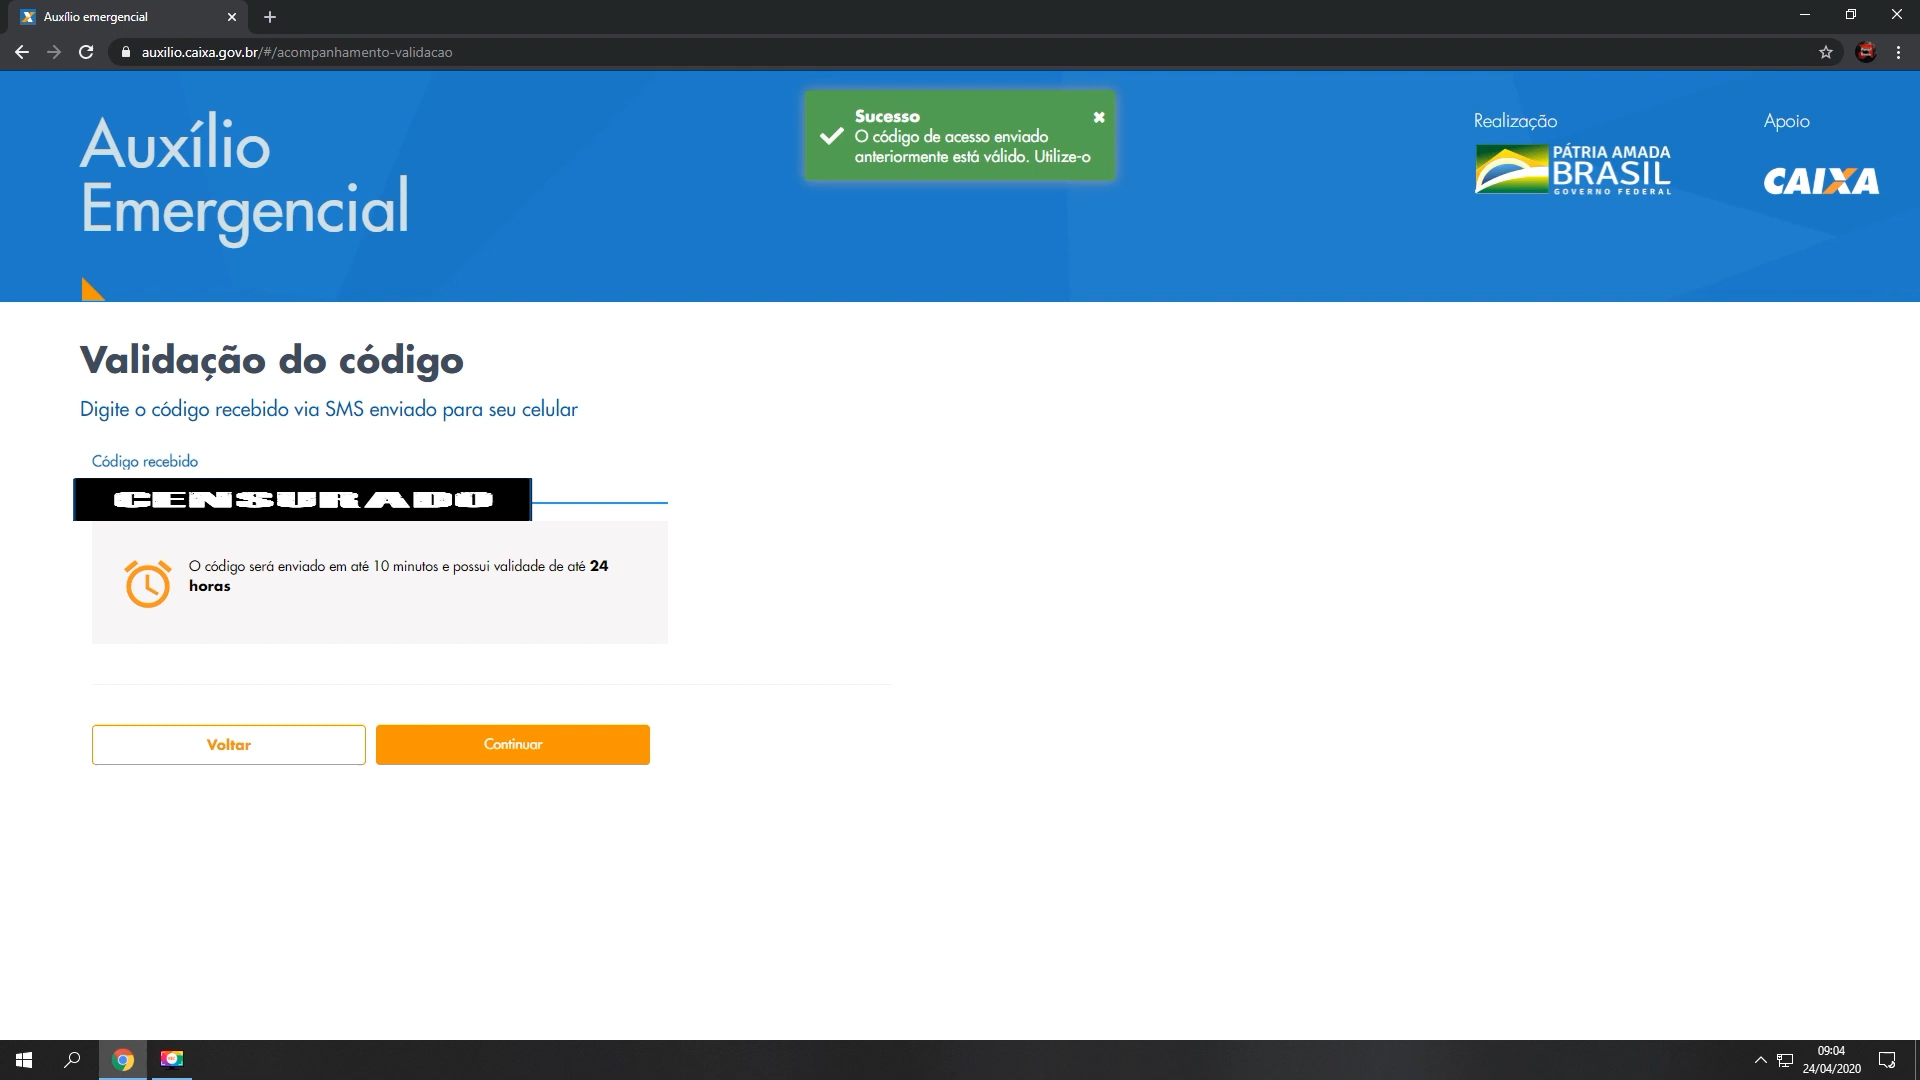 Auxílio emergencial
auxilio.caixa.gov.br/#/acompanhamento-validacao
Auxílio
Emergencial
Sucesso
O código de acesso enviado
anteriormente está válido. Utilize-o
Realização
PÁTRIA AMADA
BRASIL
GOVERNO FEDERAL
Apoio
CAIXA
Validação do código
Digite o código recebido via SMS enviado para seu celular
Código recebido
CENSURADO
O código será enviado em até 10 minutos e possui validade de até 24
horas
Voltar
Continuar
09:04
24/04/2020